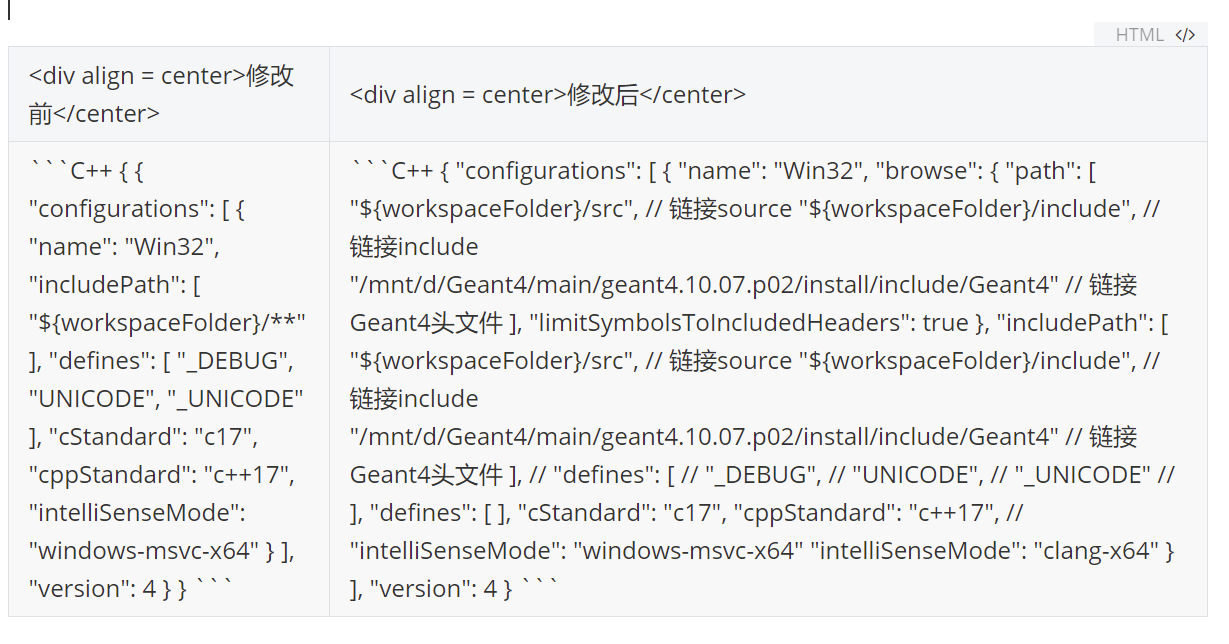 HTML </>
<div align = center>修改
前</center>
<div align = center>修改后</center>
```C++ { {
"configurations": [ {
"name": "Win32",
"includePath": [
"${workspaceFolder}/**"
], "defines": [ "_DEBUG",
"UNICODE", "_UNICODE"
], "cStandard": "c17",
"cppStandard": "c++17",
"intelliSenseMode":
"windows-msvc-x64" } ],
"version": 4 } } ```
```C++ { "configurations": [ { "name": "Win32", "browse": { "path": [
"${workspaceFolder}/src", // 链接source "${workspaceFolder}/include", //
链接include
"/mnt/d/Geant4/main/geant4.10.07.p02/install/include/Geant4" // 链接
Geant4头文件 ], "limitSymbolsToIncludedHeaders": true }, "includePath": [
"${workspaceFolder}/src", // 链接source "${workspaceFolder}/include", //
链接include
"/mnt/d/Geant4/main/geant4.10.07.p02/install/include/Geant4" // 链接
Geant4头文件 ], // "defines": [ // "_DEBUG", // "UNICODE", // "_UNICODE" //
], "defines": [ ], "cStandard": "c17", "cppStandard": "c++17", //
"intelliSenseMode": "windows-msvc-x64" "intelliSenseMode": "clang-x64" }
], "version": 4 } ```